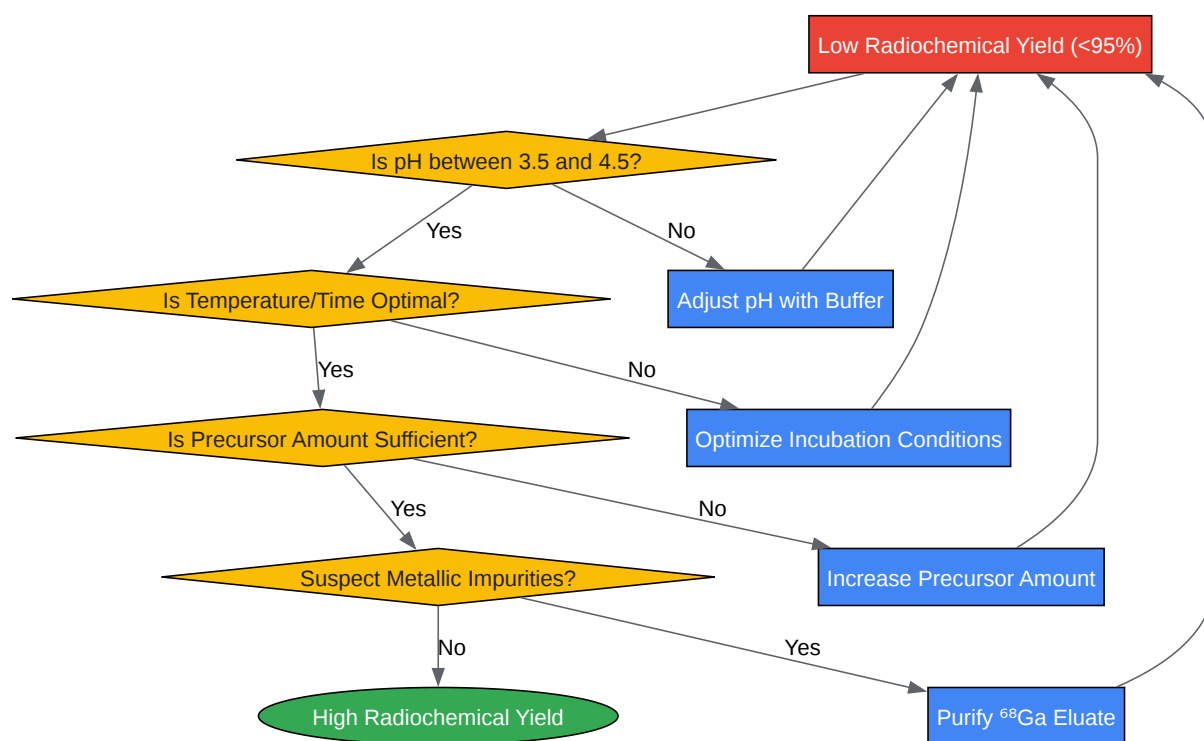 Low Radiochemical Yield (<95%)
Is pH between 3.5 and 4.5?
Yes
No
Is Temperature/Time Optimal?
Adjust pH with Buffer
Yes
No
Is Precursor Amount Sufficient?
Optimize Incubation Conditions
Yes
No
Suspect Metallic Impurities?
Increase Precursor Amount
No
Yes
High Radiochemical Yield
Purify ⁶⁸Ga Eluate